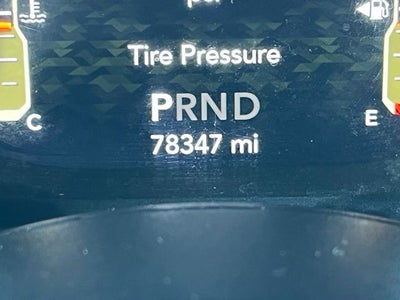 Tire Pressure
PRND
78347 mi
C
E